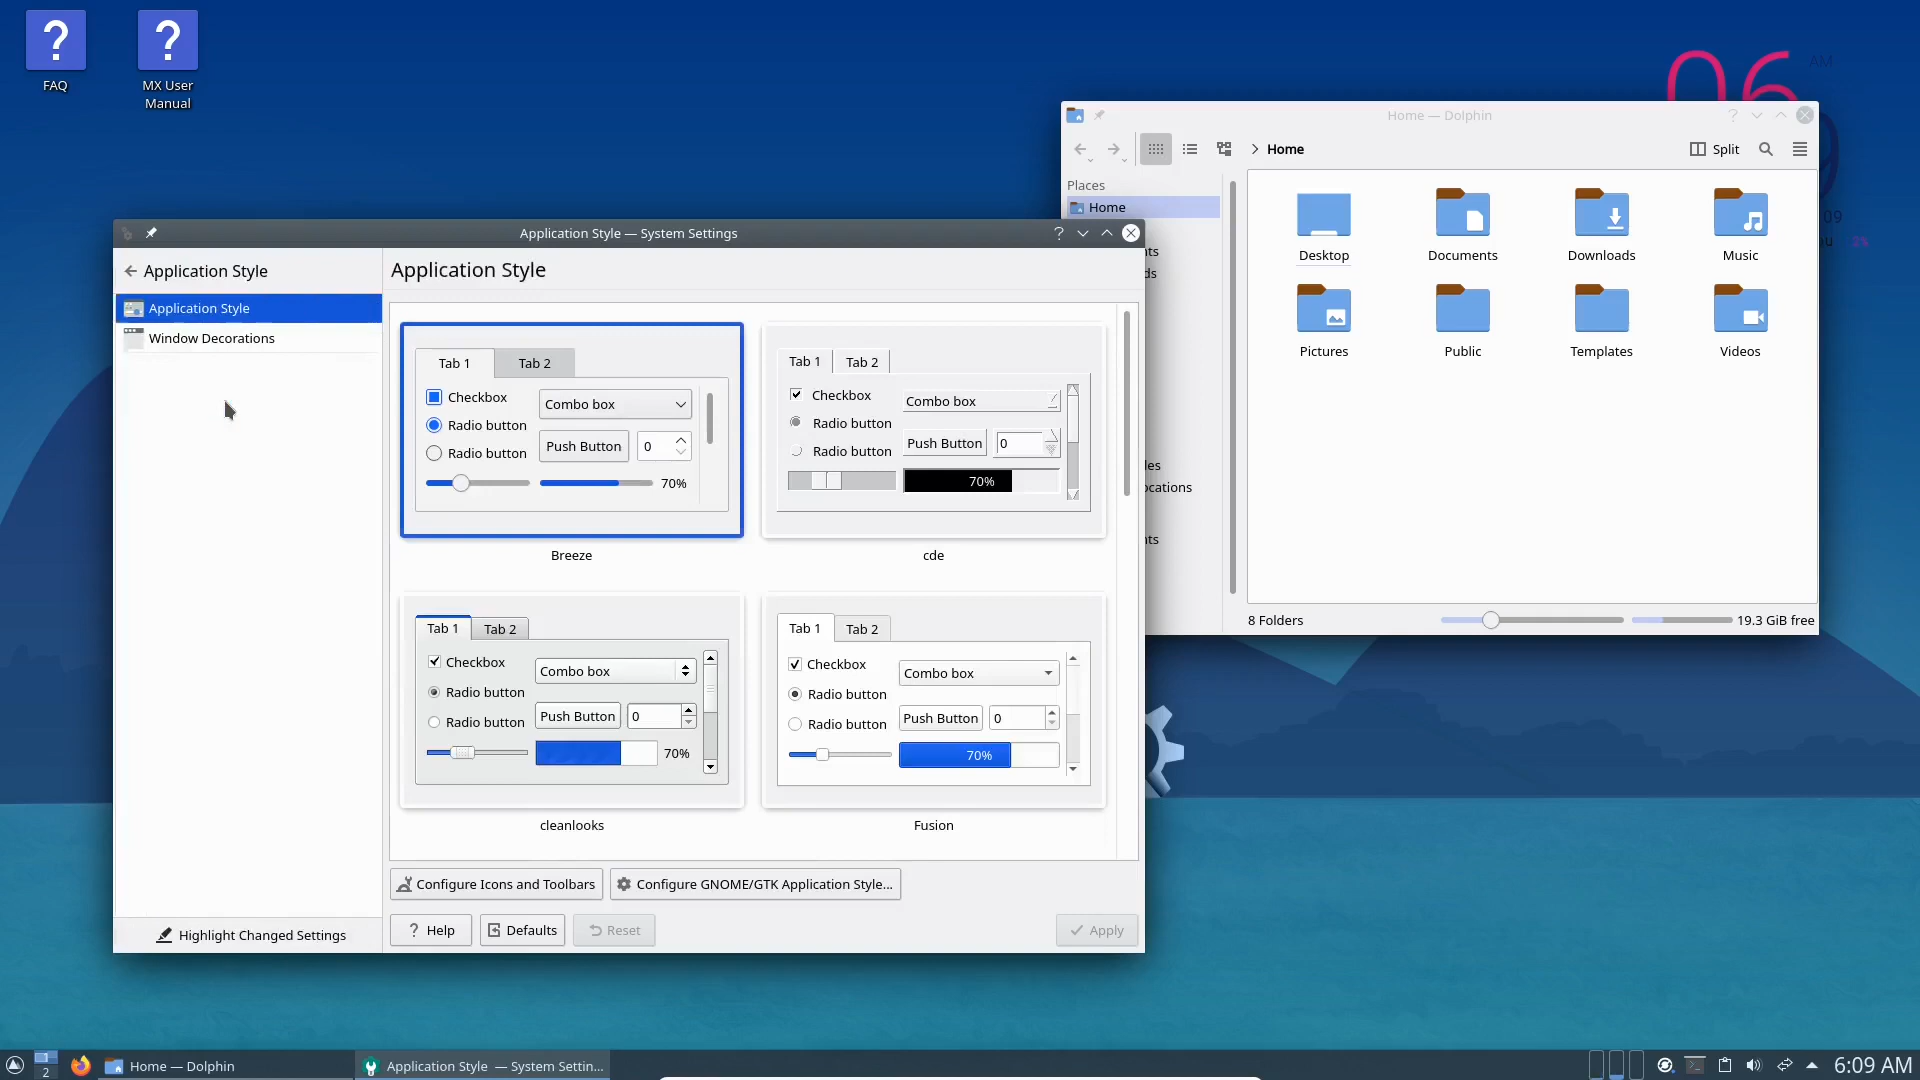 FAQ
MX User
Manual
06
AM
09
Home — Dolphin
Home
Split
Places
Home
Desktop
Documents
Downloads
Music
Pictures
Public
Templates
Videos
8 Folders
19.3 GiB free
Application Style — System Settings
Application Style
Application Style
Window Decorations
Highlight Changed Settings
Application Style
Tab 1
Tab 2
Checkbox
Combo box
Radio button
Push Button
0
Radio button
70%
Breeze
Tab 1
Tab 2
Checkbox
Combo box
Radio button
Push Button
0
Radio button
70%
cde
Tab 1
Tab 2
Checkbox
Combo box
Radio button
Push Button
0
Radio button
70%
cleanlooks
Tab 1
Tab 2
Checkbox
Combo box
Radio button
Push Button
0
Radio button
70%
Fusion
Configure Icons and Toolbars
Configure GNOME/GTK Application Style...
? Help
Defaults
Reset
Apply
1
2
Home — Dolphin
Application Style — System Settin...
6:09 AM